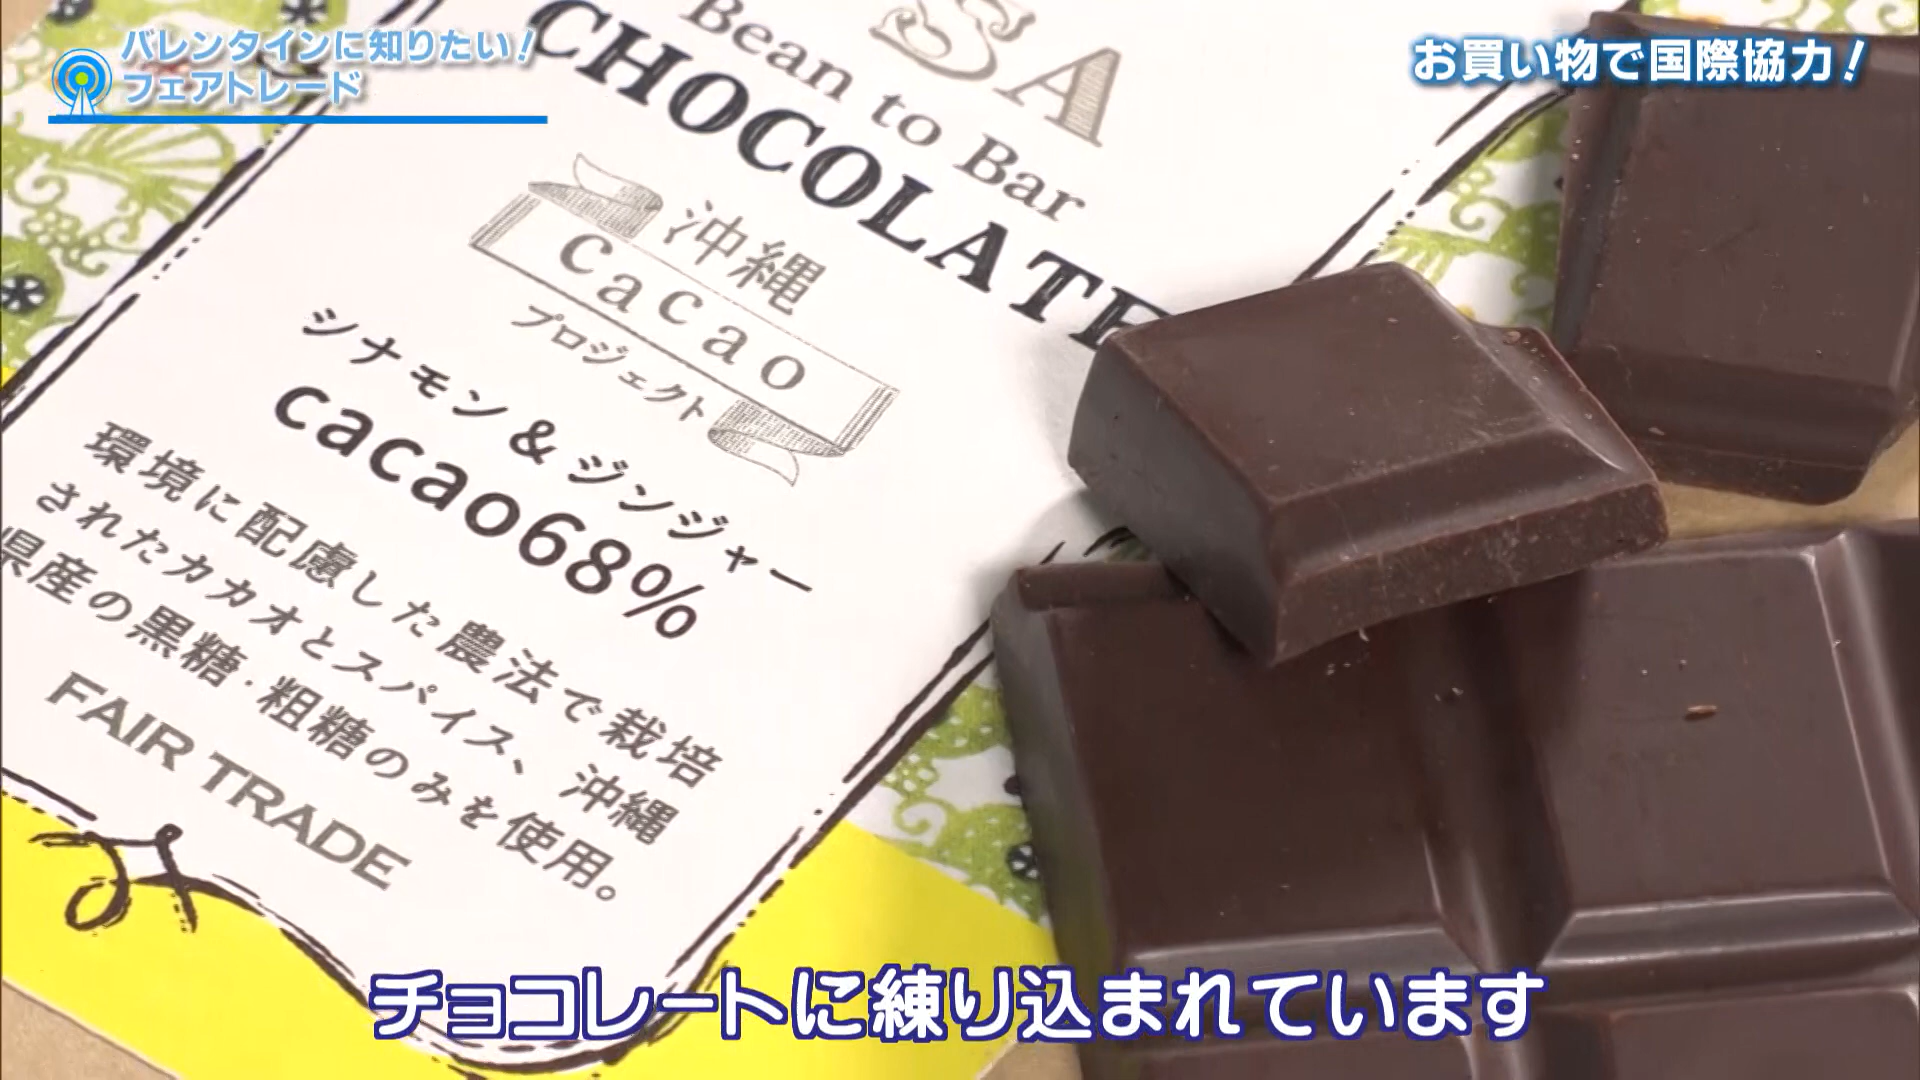 バレンタインに知りたい!
フェアトレード
お買い物で国際協力!
SA
Bean to Bar
CHOCOLATE
沖縄
cacao
プロジェクト
シナモン&ジンジャー
cacao68%
環境に配慮した農法で栽培
されたカカオとスパイス、沖縄
県産の黒糖・粗糖のみを使用。
FAIR TRADE
チョコレートに練り込まれています